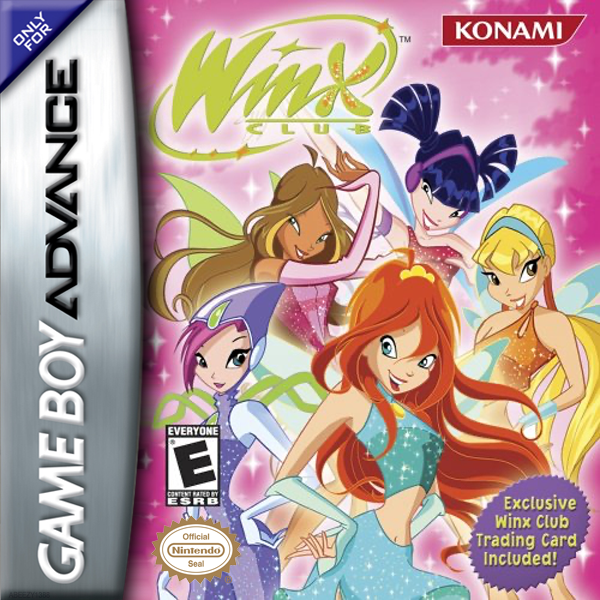 ONLY
FOR
GAME BOY ADVANCE
Winx
CLUB
™
KONAMI
EVERYONE
E
CONTENT RATED BY
ESRB
Official
Nintendo
Seal
Exclusive
Winx Club
Trading Card
Included!